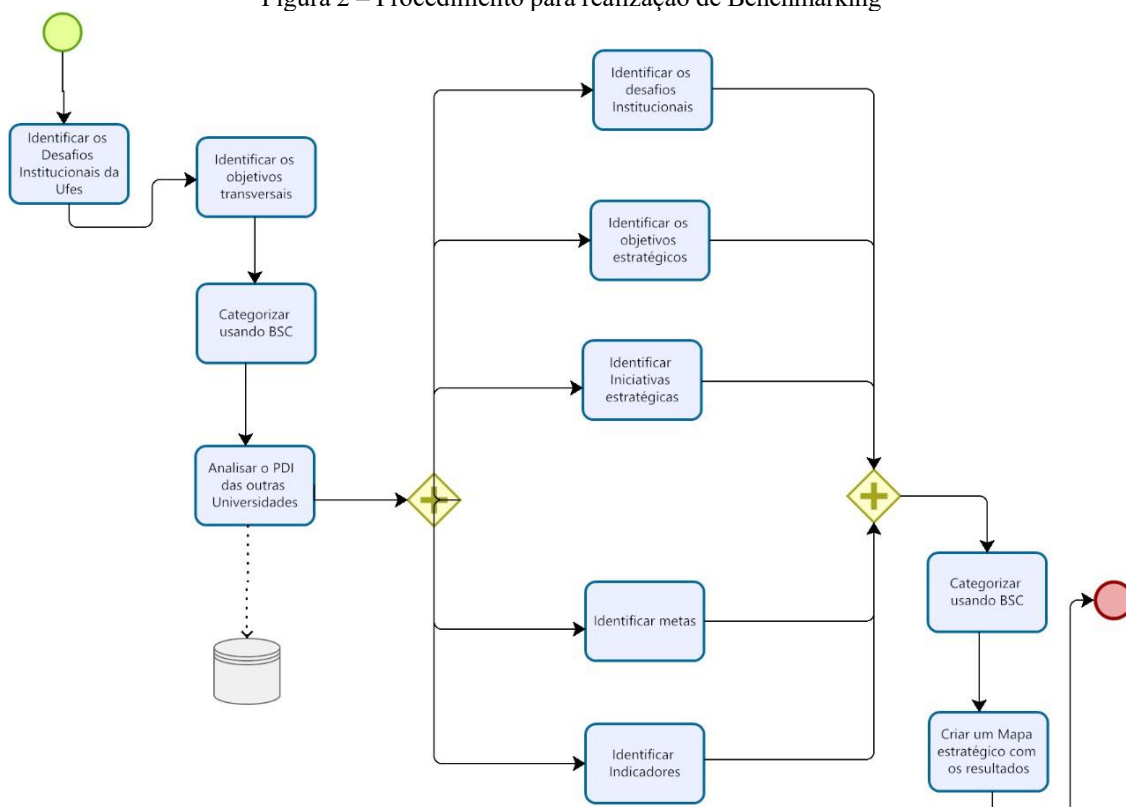 Figura 2 – Procedimento para realização de Benchmarking
Identificar os
Desafios
Institucionais da
Ufes
Identificar os
objetivos
transversais
Categorizar
usando BSC
Analisar o PDI
das outras
Universidades
Identificar os
desafios
Institucionais
Identificar os
objetivos
estratégicos
Identificar
Iniciativas
estratégicas
Identificar metas
Identificar
Indicadores
Categorizar
usando BSC
Criar um Mapa
estratégico com
os resultados